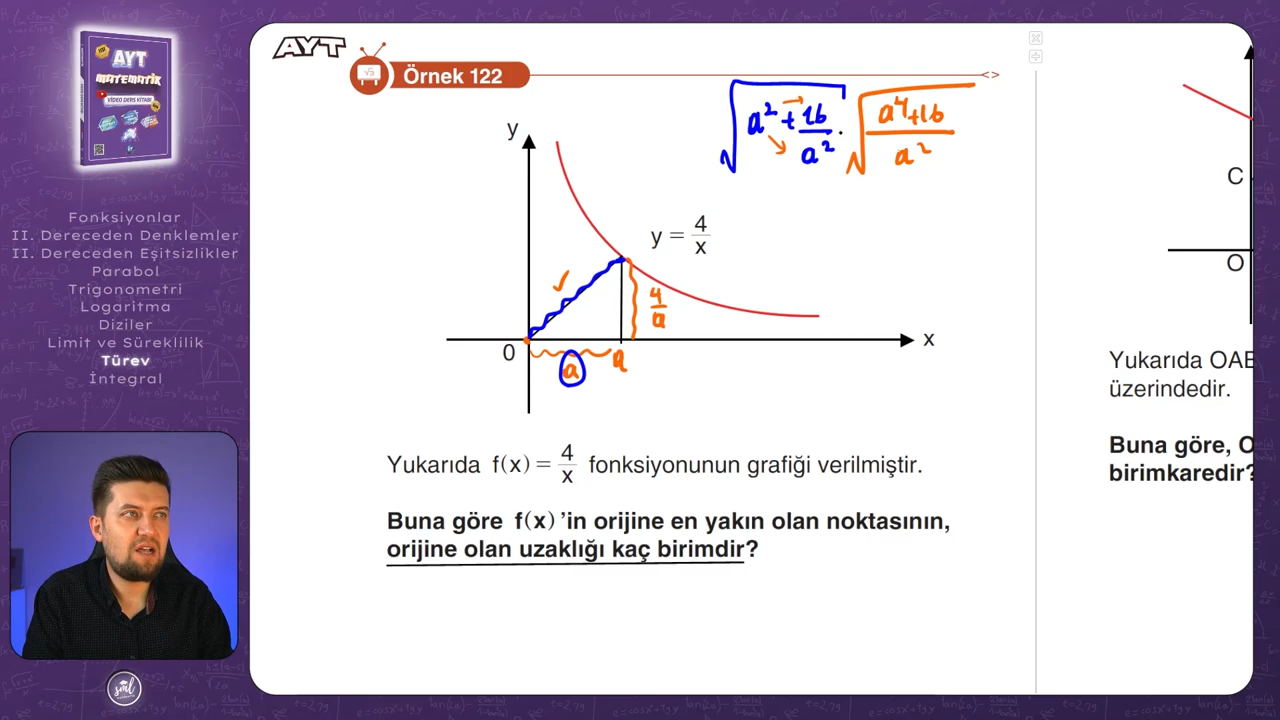 AYT
MATEMATİK
VİDEO DERS KİTABI
Fonksiyonlar
II. Dereceden Denklemler
II. Dereceden Eşitsizlikler
Parabol
Trigonometri
Logaritma
Diziler
Limit ve Süreklilik
Türev
İntegral
sml
AYT
√5
Örnek 122
<>
√(a² + 16/a²) · √((a⁴+16)/a²)
y
y = 4/x
4/a
0
x
a
a
Yukarıda f(x) = 4/x fonksiyonunun grafiği verilmiştir.
Buna göre f(x) 'in orijine en yakın olan noktasının,
orijine olan uzaklığı kaç birimdir?
C
O
Yukarıda OAB
üzerindedir.
Buna göre, O
birimkaredir?